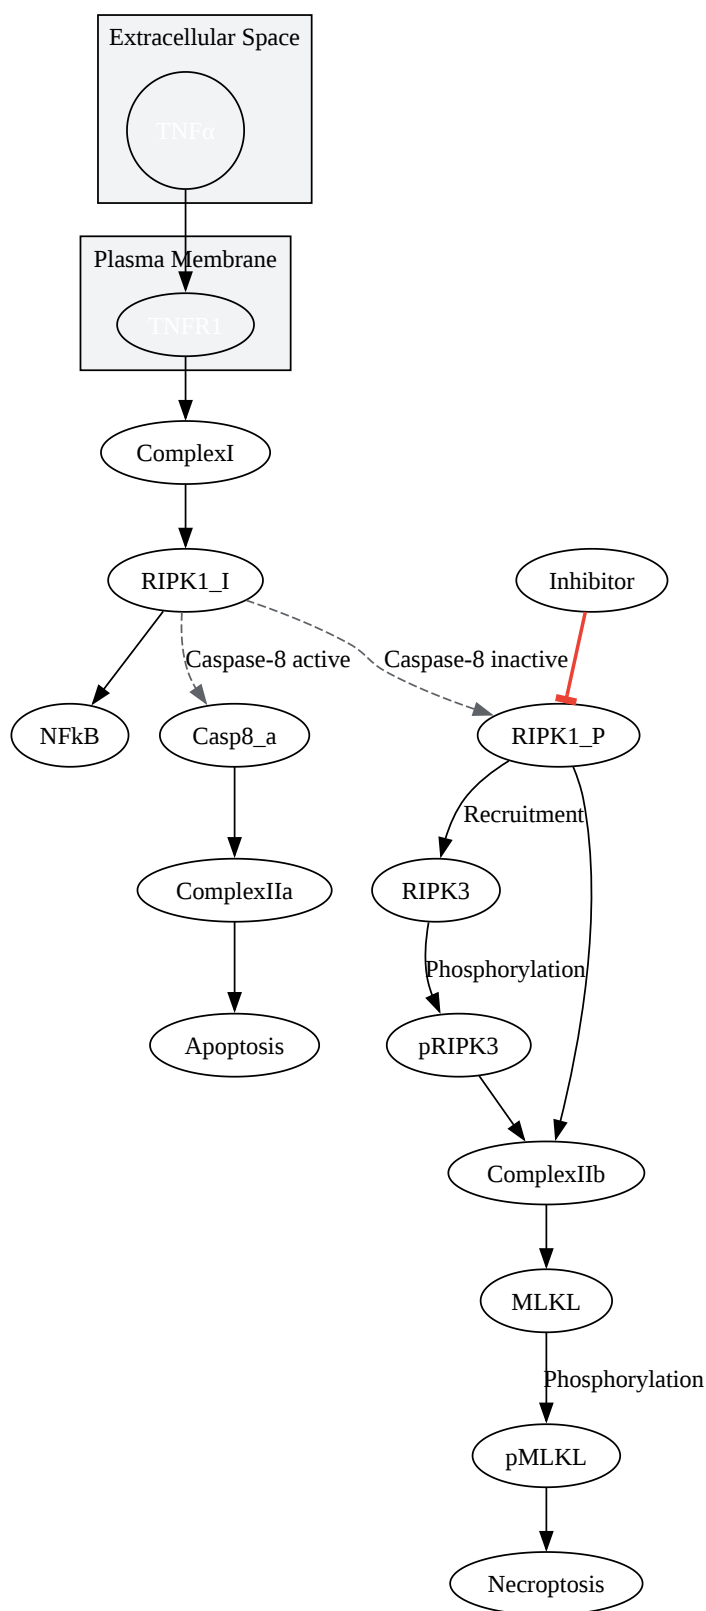 Extracellular Space
TNFα
Plasma Membrane
TNFR1
ComplexI
RIPK1_I
Inhibitor
Caspase-8 active
Caspase-8 inactive
NFkB
Casp8_a
RIPK1_P
Recruitment
ComplexIIa
RIPK3
Phosphorylation
Apoptosis
pRIPK3
ComplexIIb
MLKL
Phosphorylation
pMLKL
Necroptosis